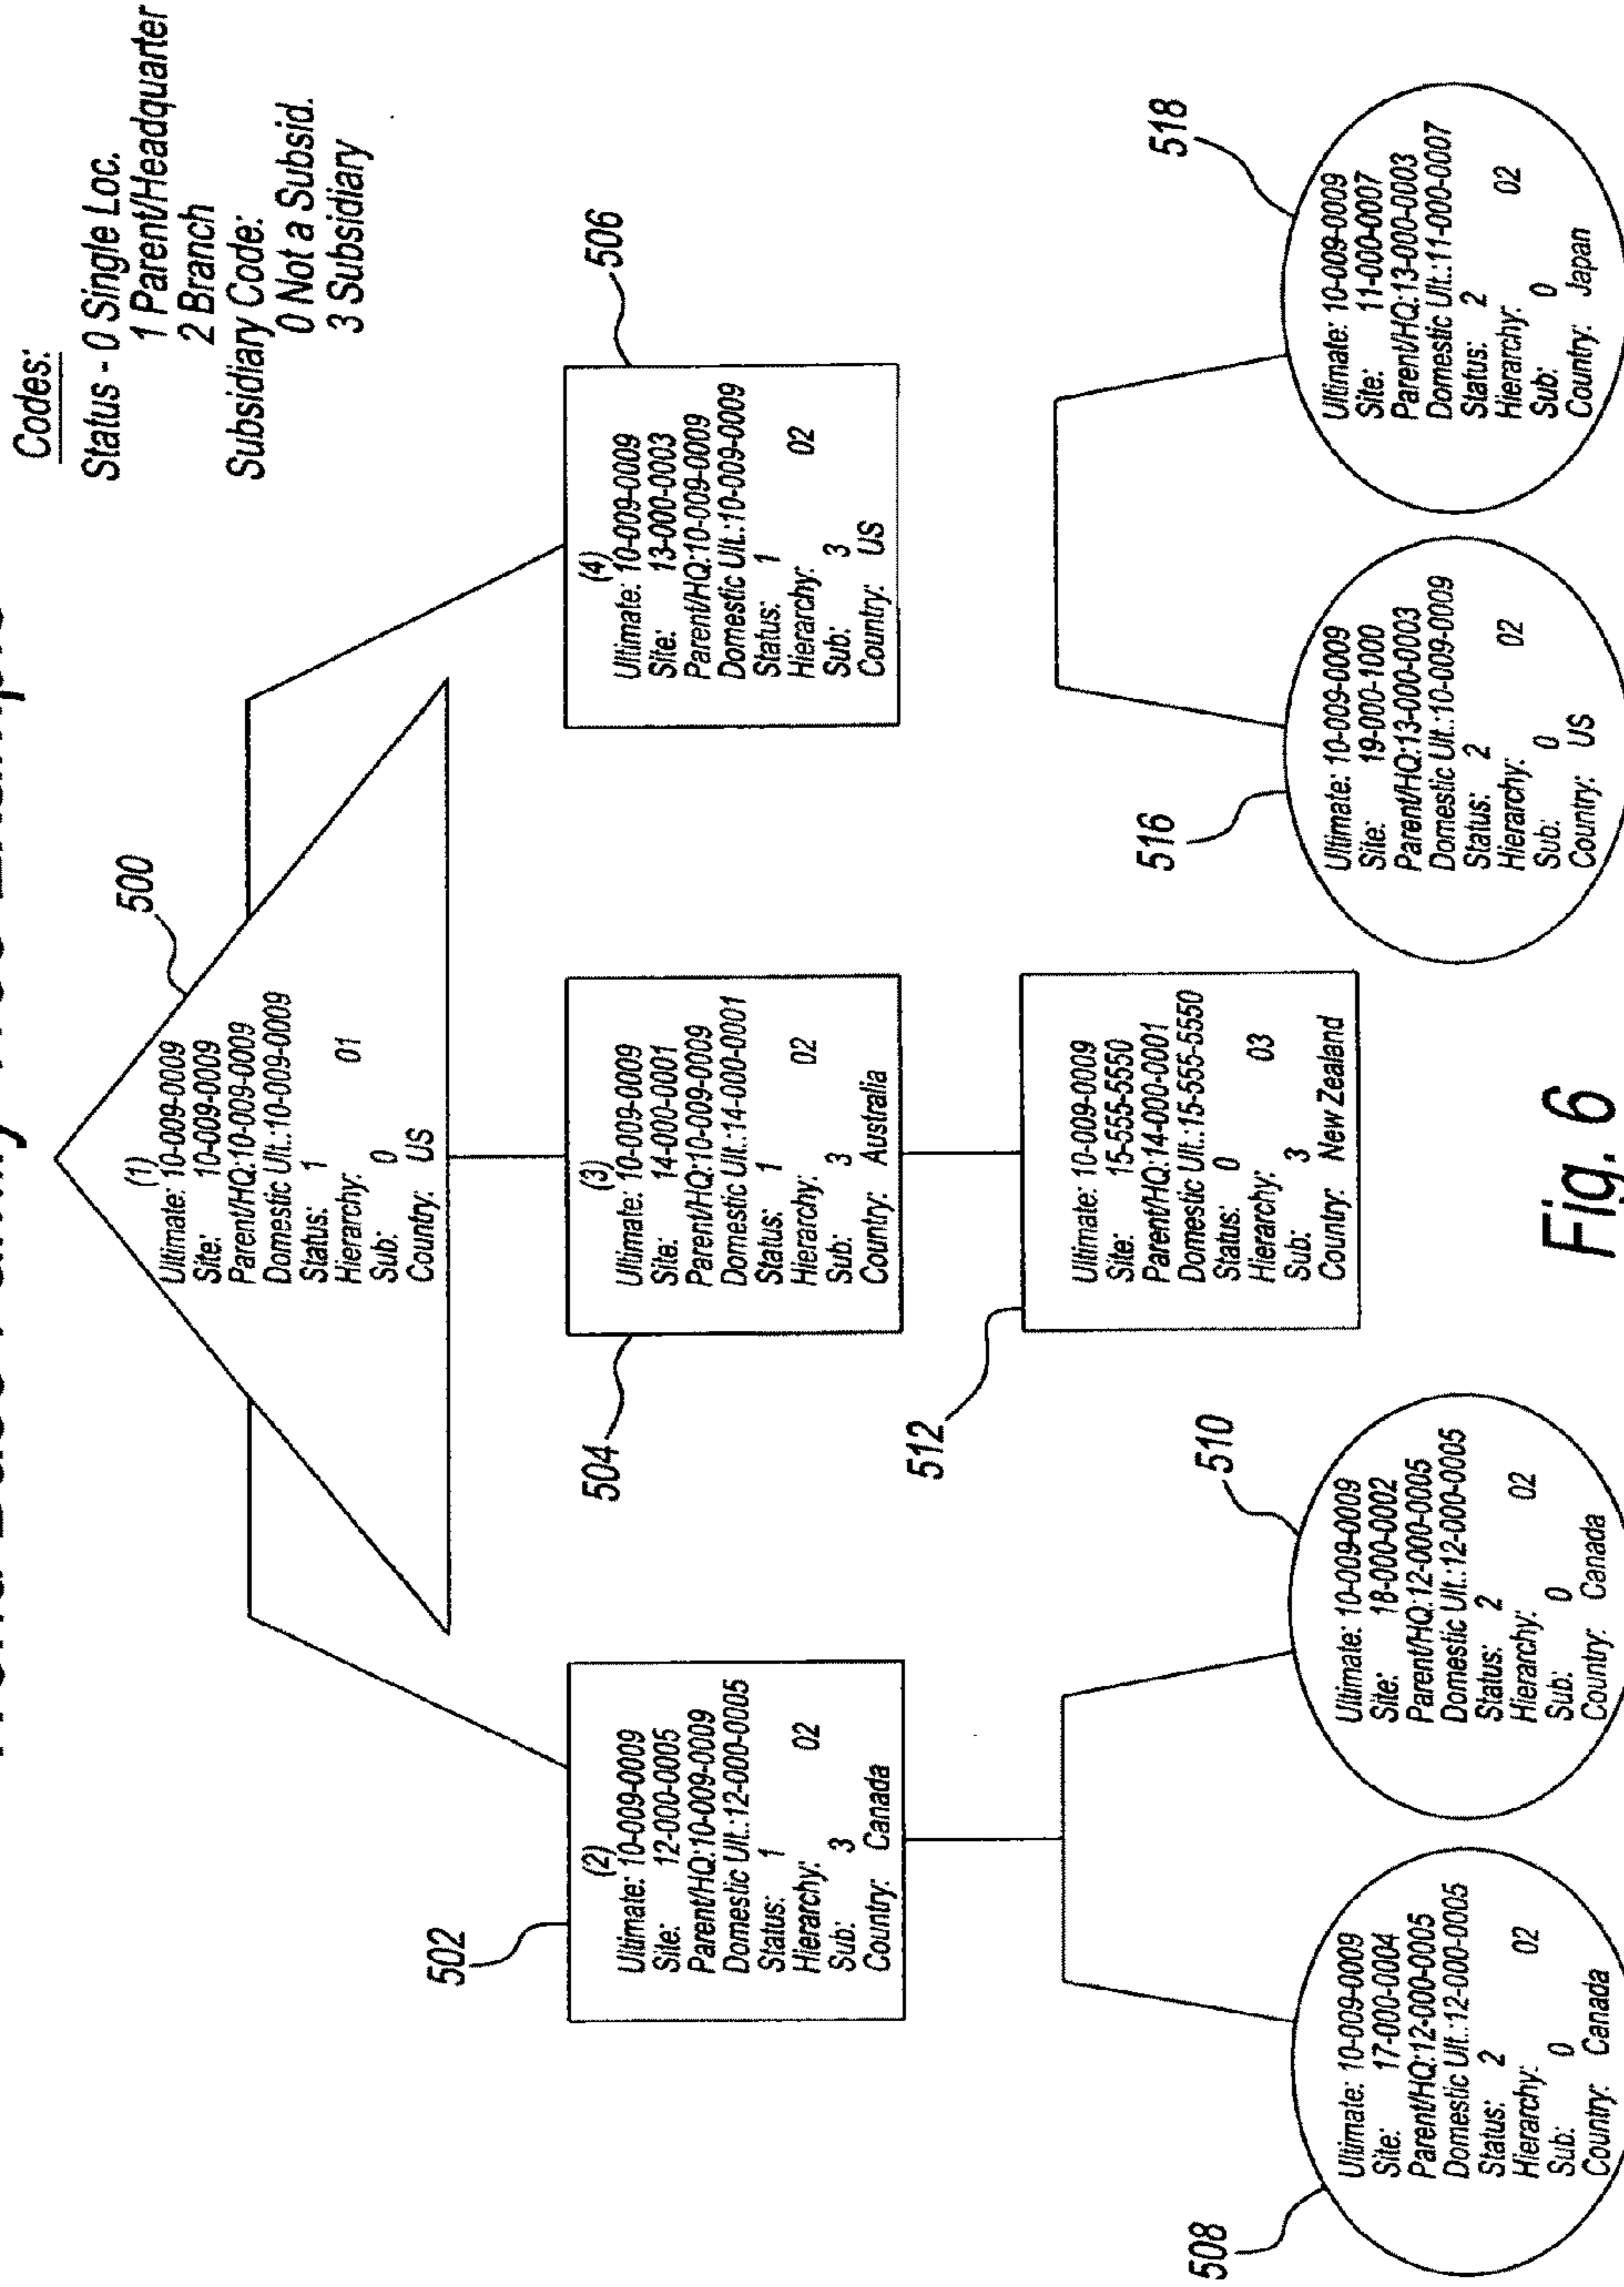 Codes:
Status - 0 Single Loc.
1 Parent/Headquarter
2 Branch
Subsidiary Code:
0 Not a Subsid.
3 Subsidiary
500
(1)
Ultimate: 10-009-0009
Site: 10-009-0009
Parent/HQ:10-009-0009
Domestic Ult.:10-009-0009
Status: 1
Hierarchy: 01
Sub: 0
Country: US
502
(2)
Ultimate: 10-009-0009
Site: 12-000-0005
Parent/HQ:10-009-0009
Domestic Ult.:12-000-0005
Status: 1
Hierarchy: 02
Sub: 3
Country: Canada
504
(3)
Ultimate: 10-009-0009
Site: 14-000-0001
Parent/HQ:10-009-0009
Domestic Ult.:14-000-0001
Status: 1
Hierarchy: 02
Sub: 3
Country: Australia
506
(4)
Ultimate: 10-009-0009
Site: 13-000-0003
Parent/HQ:10-009-0009
Domestic Ult.:10-009-0009
Status: 1
Hierarchy: 02
Sub: 3
Country: US
508
Ultimate: 10-009-0009
Site: 17-000-0004
Parent/HQ:12-000-0005
Domestic Ult.:12-000-0005
Status: 2
Hierarchy: 02
Sub: 0
Country: Canada
510
Ultimate: 10-009-0009
Site: 18-000-0002
Parent/HQ:12-000-0005
Domestic Ult.:12-000-0005
Status: 2
Hierarchy: 02
Sub: 0
Country: Canada
512
Ultimate: 10-009-0009
Site: 15-555-5550
Parent/HQ:14-000-0001
Domestic Ult.:15-555-5550
Status: 0
Hierarchy: 03
Sub: 3
Country: New Zealand
516
Ultimate: 10-009-0009
Site: 19-000-1000
Parent/HQ:13-000-0003
Domestic Ult.:10-009-0009
Status: 2
Hierarchy: 02
Sub: 0
Country: US
518
Ultimate: 10-009-0009
Site: 11-000-0007
Parent/HQ:13-000-0003
Domestic Ult.:11-000-0007
Status: 2
Hierarchy: 02
Sub: 0
Country: Japan
Fig. 6